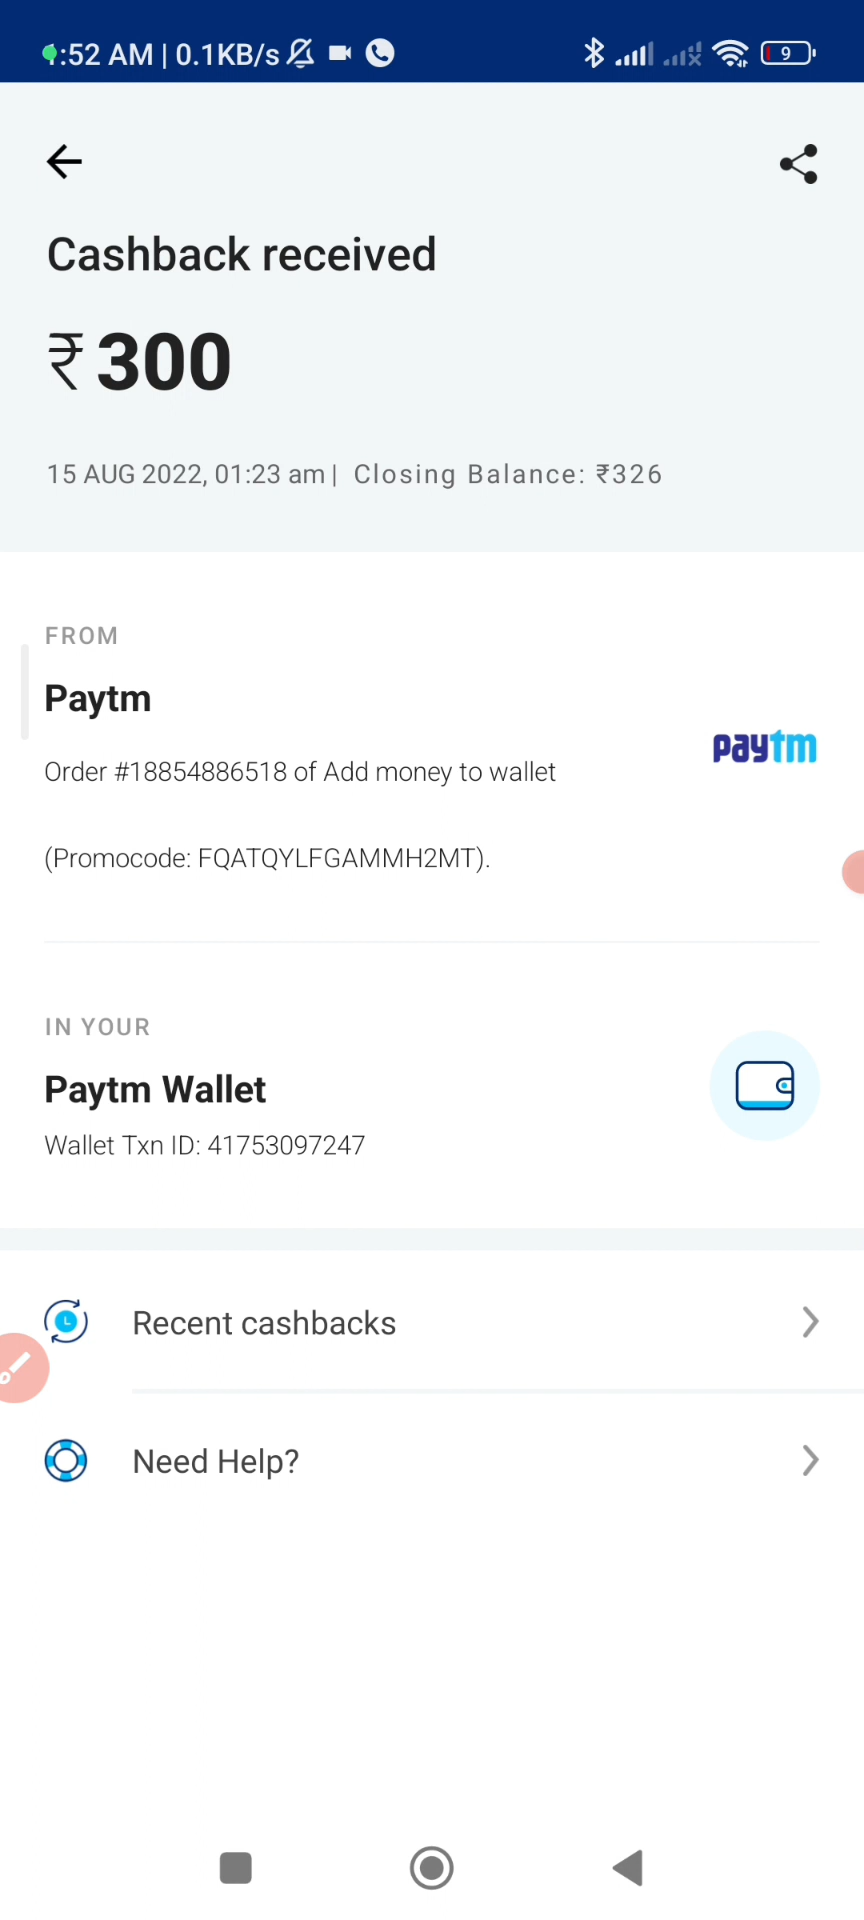 :52 AM | 0.1KB/s
9
Cashback received
₹300
15 AUG 2022, 01:23 am | Closing Balance: ₹326
FROM
Paytm
paytm
Order #18854886518 of Add money to wallet
(Promocode: FQATQYLFGAMMH2MT).
IN YOUR
Paytm Wallet
Wallet Txn ID: 41753097247
Recent cashbacks
Need Help?